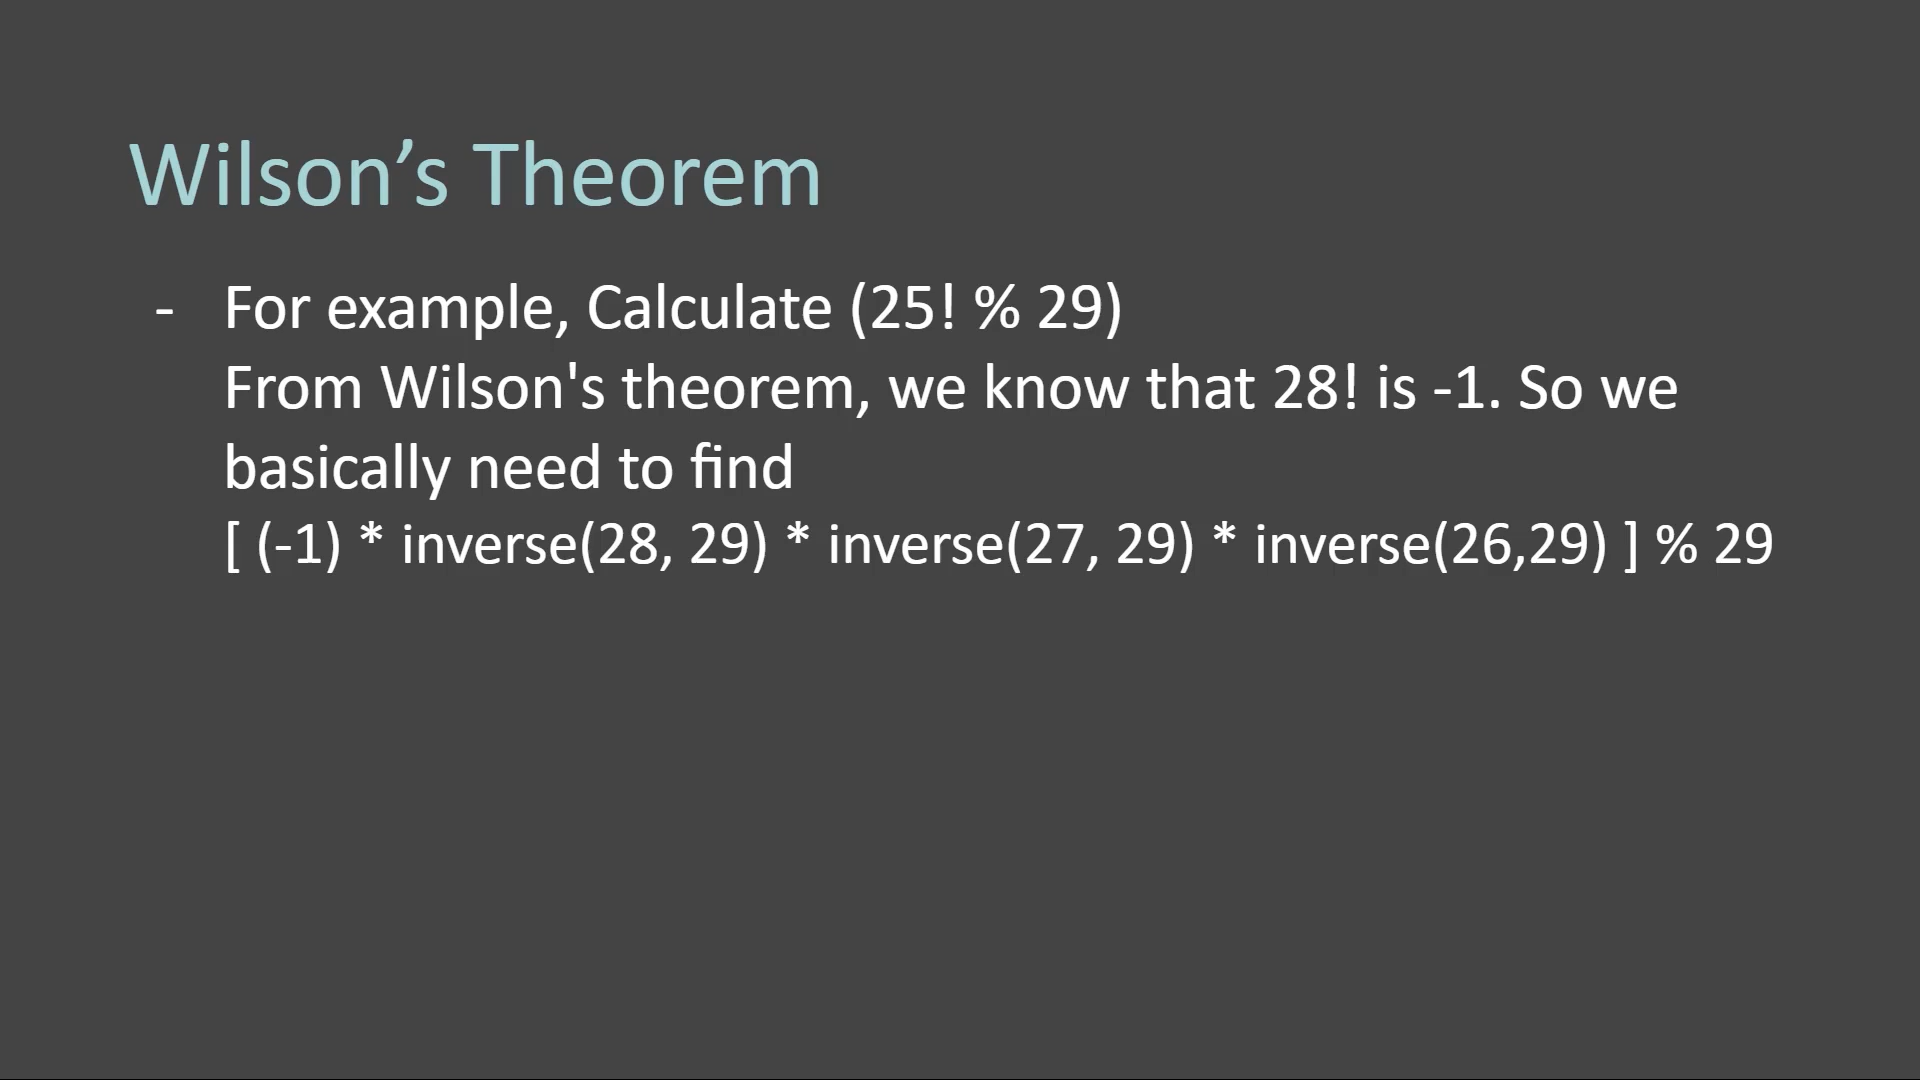 Wilson’s Theorem
- For example, Calculate (25! % 29)
From Wilson's theorem, we know that 28! is -1. So we
basically need to find
[ (-1) * inverse(28, 29) * inverse(27, 29) * inverse(26,29) ] % 29